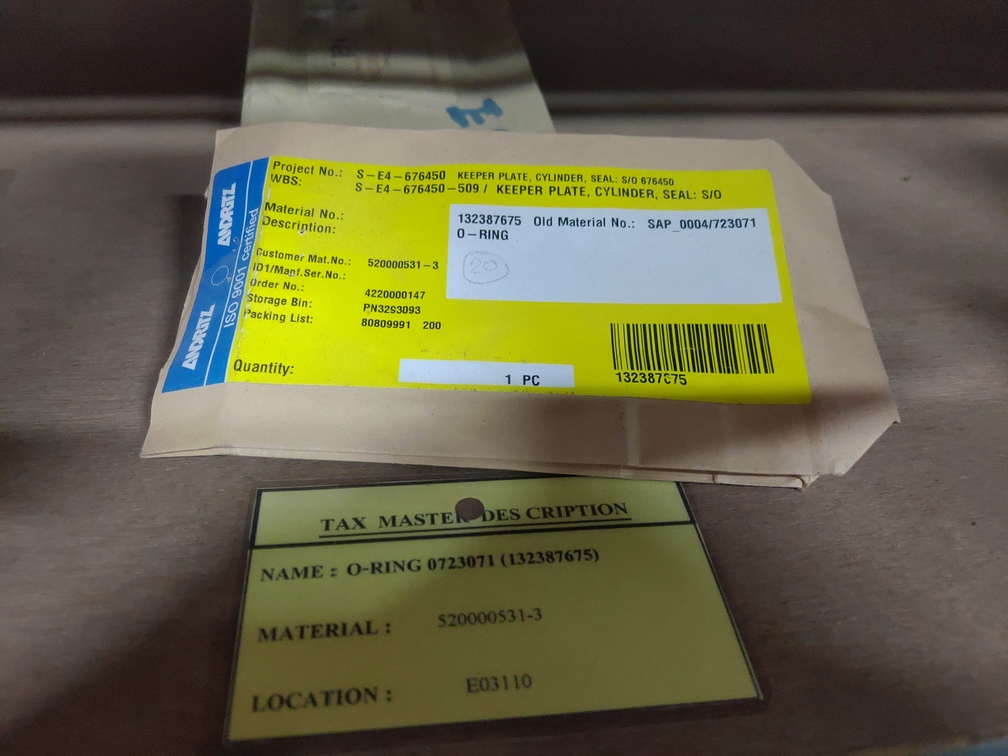 ANDRITZ
ISO 9001 certified
ANDRITZ
Project No.: S-E4-676450 KEEPER PLATE, CYLINDER, SEAL: S/O 676450
WBS: S-E4-676450-509 / KEEPER PLATE, CYLINDER, SEAL: S/O
Material No.: 132387675 Old Material No.: SAP_0004/723071
Description: O-RING
20
Customer Mat.No.: 520000531-3
ID1/Manf.Ser.No.:
Order No.: 4220000147
Storage Bin: PN3293093
Packing List: 80809991 200
Quantity: 1 PC
132387675
TAX MASTER DES CRIPTION
NAME : O-RING 0723071 (132387675)
MATERIAL : 520000531-3
LOCATION : E03110